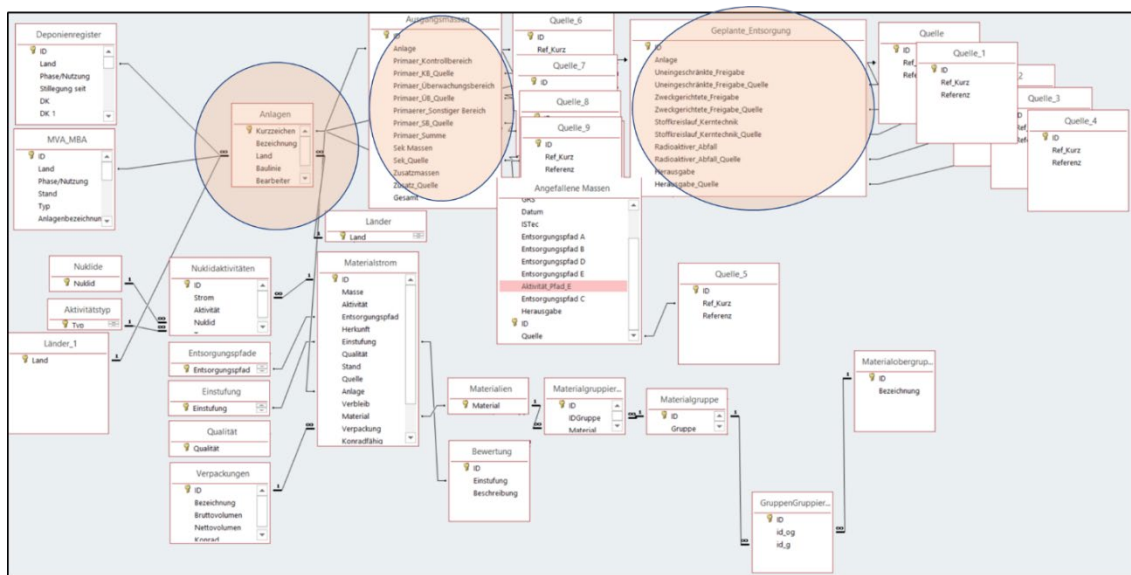 Deponienregister
ID
Land
Phase/Nutzung
Stillegung seit
DK
DK 1
MVA_MBA
ID
Land
Phase/Nutzung
Stand
Typ
Anlagenbezeichnun
Anlagen
Kurzzeichen
Bezeichnung
Land
Baulinie
Bearbeiter
Ausgangsmassen
ID
Anlage
Primaer_Kontrollbereich
Primaer_KB_Quelle
Primaer_Überwachungsbereich
Primaer_ÜB_Quelle
Primaerer_Sonstiger Bereich
Primaer_SB_Quelle
Primaer_Summe
Sek Massen
Sek_Quelle
Zusatzmassen
Zusatz_Quelle
Gesamt
Quelle_6
ID
Ref_Kurz
Quelle_7
ID
Quelle_8
Quelle_9
ID
Ref_Kurz
Referenz
Geplante_Entsorgung
ID
Anlage
Uneingeschränkte_Freigabe
Uneingeschränkte_Freigabe_Quelle
Zweckgerichtete_Freigabe
Zweckgerichtete_Freigabe_Quelle
Stoffkreislauf_Kerntechnik
Stoffkreislauf_Kerntechnik_Quelle
Radioaktiver_Abfall
Radioaktiver_Abfall_Quelle
Herausgabe
Herausgabe_Quelle
Quelle
ID
Quelle_1
ID
Ref_Kurz
Referenz
2
Quelle_3
ID
Quelle_4
ID
Ref_Kurz
Referenz
Angefallene Massen
GRS
Datum
ISTec
Entsorgungspfad A
Entsorgungspfad B
Entsorgungspfad D
Entsorgungspfad E
Aktivität_Pfad_E
Entsorgungspfad C
Herausgabe
ID
Quelle
Länder
Land
Quelle_5
ID
Ref_Kurz
Referenz
Nuklide
Nuklid
Aktivitätstyp
Typ
Länder_1
Land
Nuklidaktivitäten
ID
Strom
Aktivität
Nuklid
Entsorgungspfade
Entsorgungspfad
Einstufung
Einstufung
Qualität
Qualität
Verpackungen
ID
Bezeichnung
Bruttovolumen
Nettovolumen
Konrad
Materialstrom
ID
Masse
Aktivität
Entsorgungspfad
Herkunft
Einstufung
Qualität
Stand
Quelle
Anlage
Verbleib
Material
Verpackung
Konradfähig
Materialien
Material
Bewertung
ID
Einstufung
Beschreibung
Materialgruppier...
ID
IDGruppe
Material
Materialgruppe
ID
Gruppe
Materialobergrup...
ID
Bezeichnung
GruppenGruppier...
ID
id_og
id_g